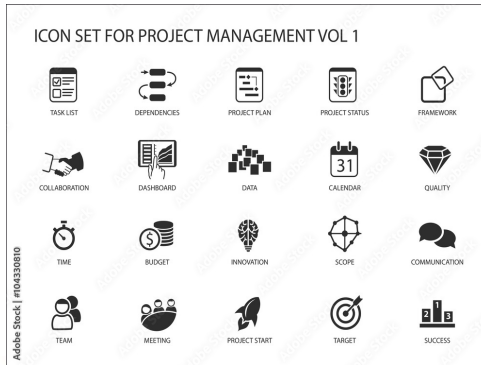 ICON SET FOR PROJECT MANAGEMENT VOL 1
TASK LIST
DEPENDENCIES
PROJECT PLAN
PROJECT STATUS
FRAMEWORK
31
COLLABORATION
DASHBOARD
DATA
CALENDAR
QUALITY
$
TIME
BUDGET
INNOVATION
SCOPE
COMMUNICATION
2 1 3
TEAM
MEETING
PROJECT START
TARGET
SUCCESS
Adobe Stock | #104330810